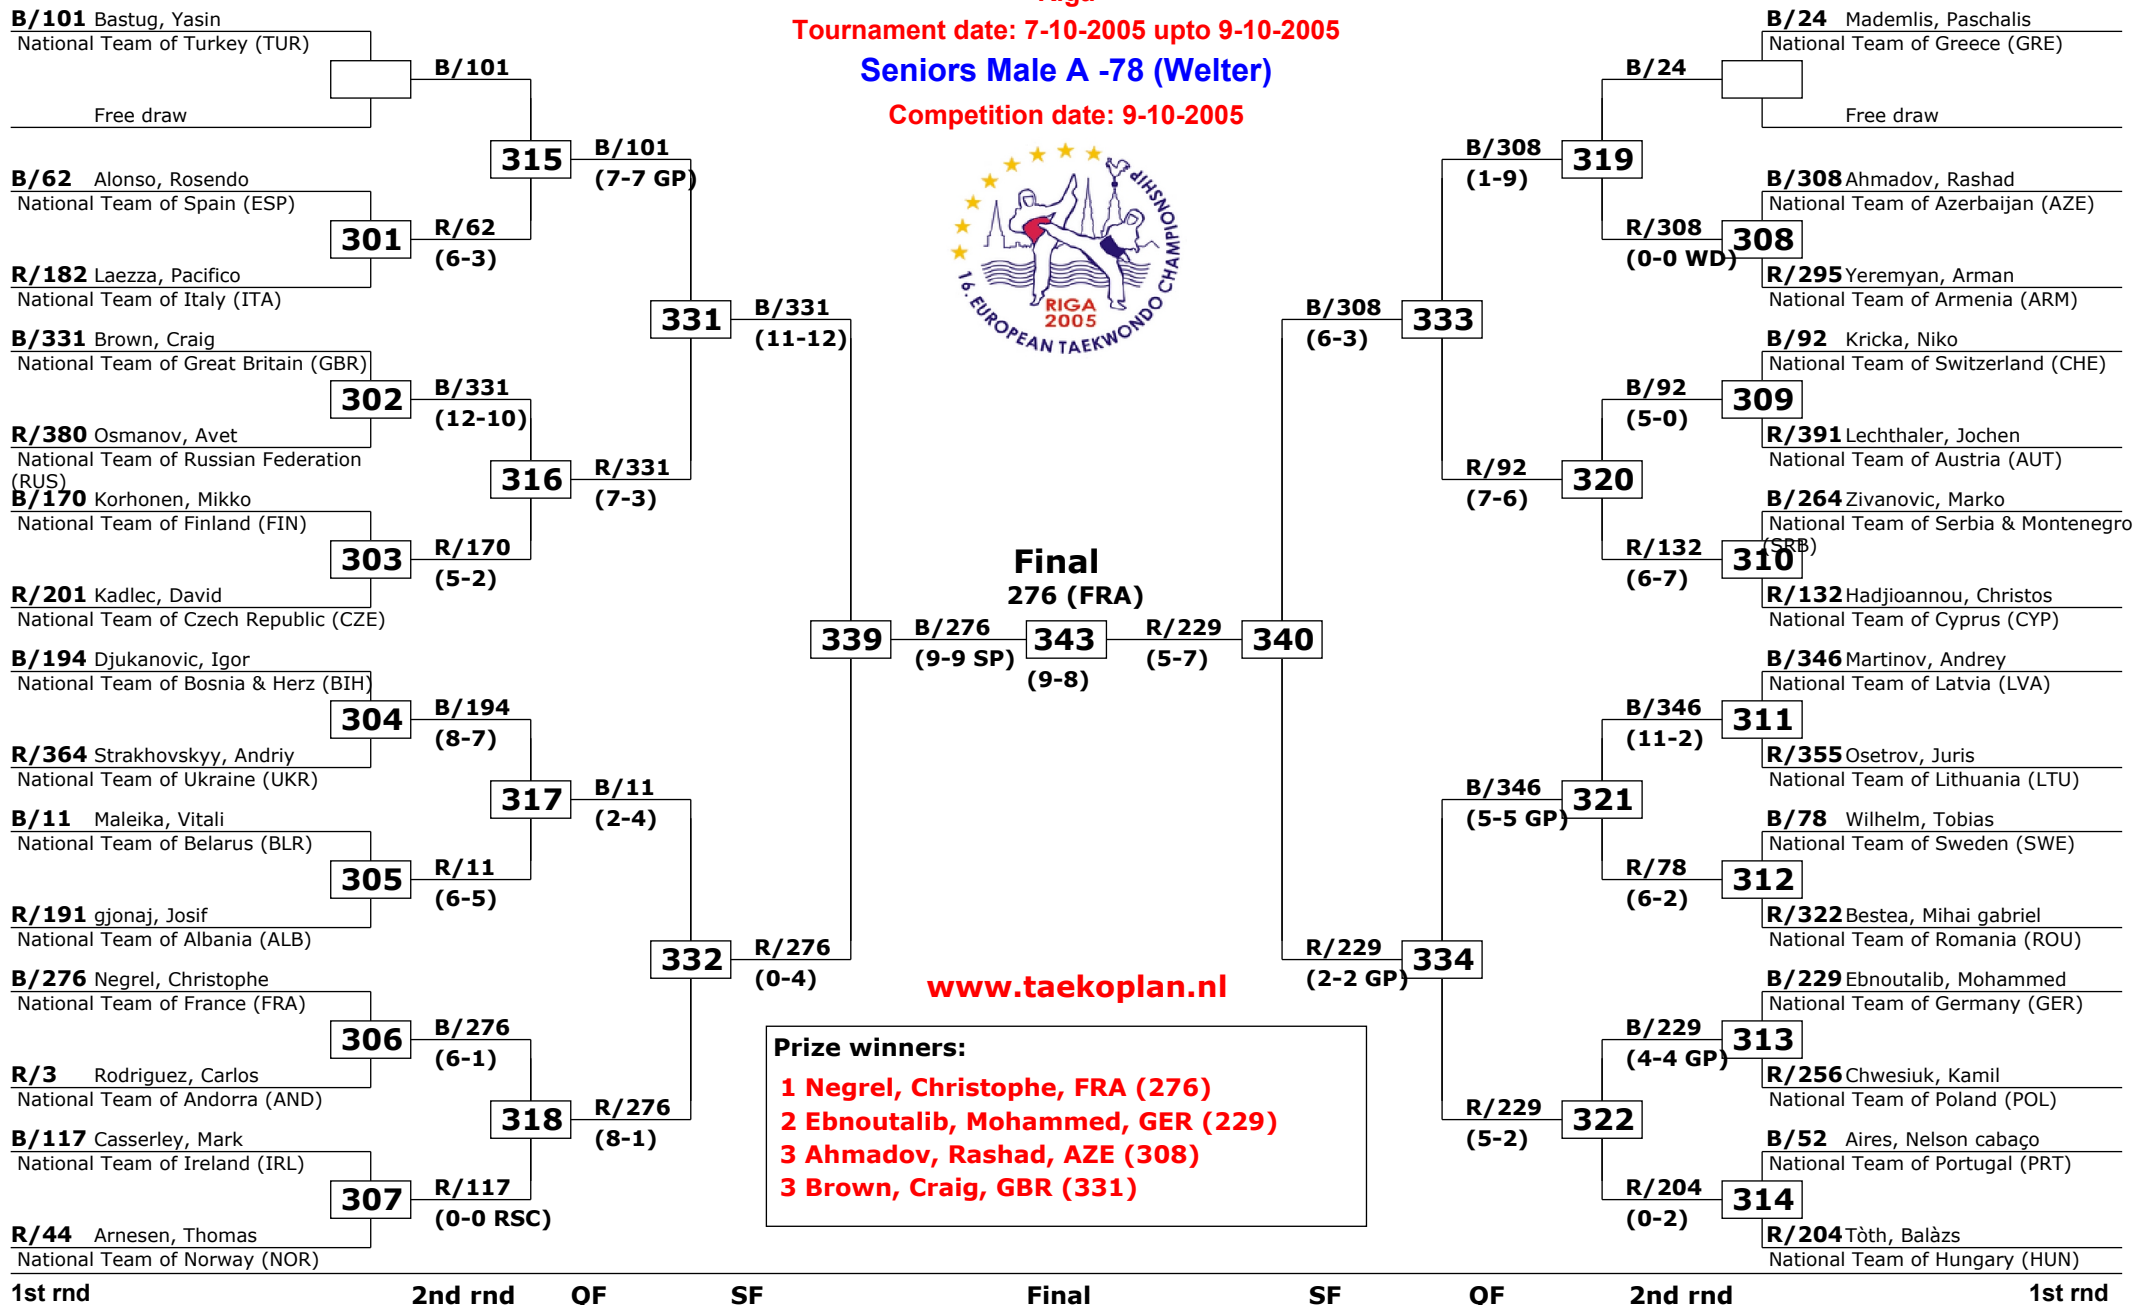 Riga
Tournament date: 7-10-2005 upto 9-10-2005
Seniors Male A -78 (Welter)
Competition date: 9-10-2005
16. EUROPEAN TAEKWONDO CHAMPIONSHIP
RIGA
2005
B/101 Bastug, Yasin
National Team of Turkey (TUR)
Free draw
B/62 Alonso, Rosendo
National Team of Spain (ESP)
301
R/182 Laezza, Pacifico
National Team of Italy (ITA)
B/331 Brown, Craig
National Team of Great Britain (GBR)
302
R/380 Osmanov, Avet
National Team of Russian Federation
(RUS)
B/170 Korhonen, Mikko
National Team of Finland (FIN)
303
R/201 Kadlec, David
National Team of Czech Republic (CZE)
B/194 Djukanovic, Igor
National Team of Bosnia & Herz (BIH)
304
R/364 Strakhovskyy, Andriy
National Team of Ukraine (UKR)
B/11 Maleika, Vitali
National Team of Belarus (BLR)
305
R/191 gjonaj, Josif
National Team of Albania (ALB)
B/276 Negrel, Christophe
National Team of France (FRA)
306
R/3 Rodriguez, Carlos
National Team of Andorra (AND)
B/117 Casserley, Mark
National Team of Ireland (IRL)
307
R/44 Arnesen, Thomas
National Team of Norway (NOR)
B/101
315
R/62
(6-3)
B/331
(12-10)
316
R/170
(5-2)
B/194
(8-7)
317
R/11
(6-5)
B/276
(6-1)
318
R/117
(0-0 RSC)
B/101
(7-7 GP)
331
R/331
(7-3)
B/11
(2-4)
332
R/276
(8-1)
B/331
(11-12)
339
R/276
(0-4)
B/276
(9-9 SP)
Final
276 (FRA)
343
(9-8)
R/229
(5-7)
340
B/308
(6-3)
333
R/229
(2-2 GP)
334
B/308
(1-9)
319
R/92
(7-6)
320
B/346
(5-5 GP)
321
R/229
(5-2)
322
B/24
R/308
(0-0 WD)
B/92
(5-0)
R/132
(6-7)
B/346
(11-2)
R/78
(6-2)
B/229
(4-4 GP)
R/204
(0-2)
B/24 Mademlis, Paschalis
National Team of Greece (GRE)
Free draw
B/308 Ahmadov, Rashad
National Team of Azerbaijan (AZE)
308
R/295 Yeremyan, Arman
National Team of Armenia (ARM)
B/92 Kricka, Niko
National Team of Switzerland (CHE)
309
R/391 Lechthaler, Jochen
National Team of Austria (AUT)
B/264 Zivanovic, Marko
National Team of Serbia & Montenegro
(SRB)
310
R/132 Hadjioannou, Christos
National Team of Cyprus (CYP)
B/346 Martinov, Andrey
National Team of Latvia (LVA)
311
R/355 Osetrov, Juris
National Team of Lithuania (LTU)
B/78 Wilhelm, Tobias
National Team of Sweden (SWE)
312
R/322 Bestea, Mihai gabriel
National Team of Romania (ROU)
B/229 Ebnoutalib, Mohammed
National Team of Germany (GER)
313
R/256 Chwesiuk, Kamil
National Team of Poland (POL)
B/52 Aires, Nelson cabaço
National Team of Portugal (PRT)
314
R/204 Tòth, Balàzs
National Team of Hungary (HUN)
www.taekoplan.nl
Prize winners:
1 Negrel, Christophe, FRA (276)
2 Ebnoutalib, Mohammed, GER (229)
3 Ahmadov, Rashad, AZE (308)
3 Brown, Craig, GBR (331)
1st rnd 2nd rnd QF SF Final SF QF 2nd rnd 1st rnd